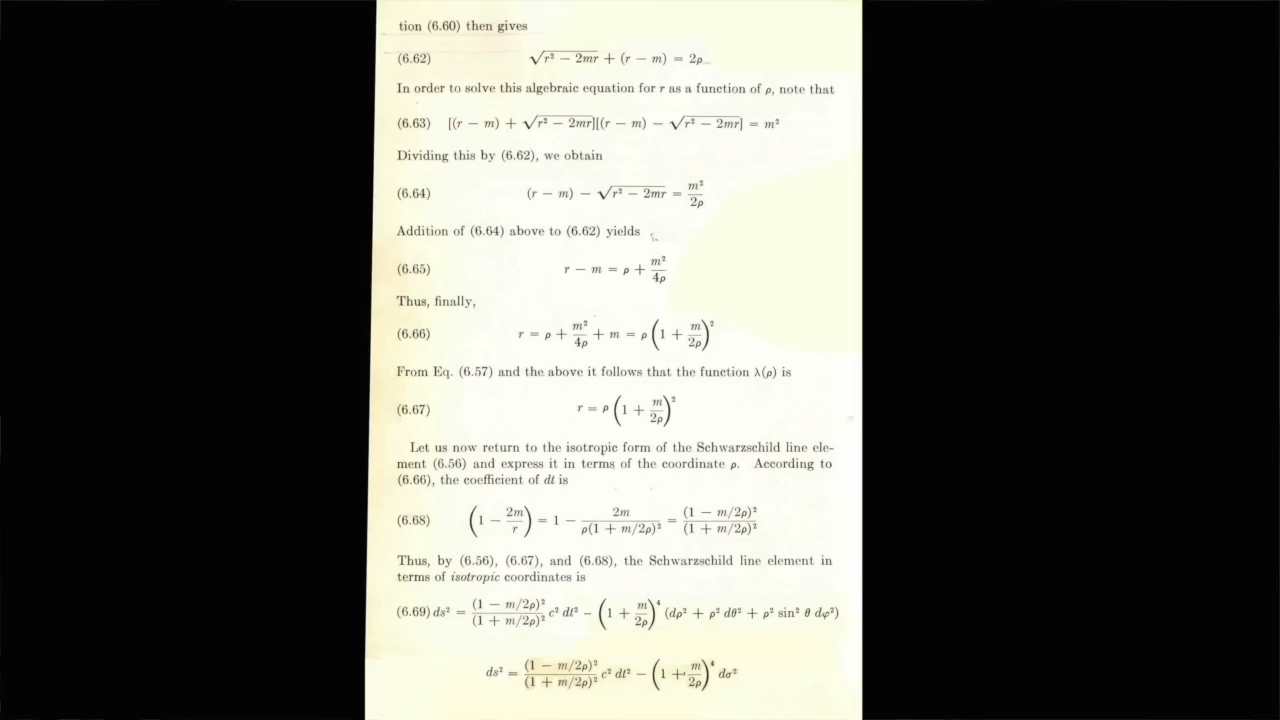 tion (6.60) then gives
(6.62) √r² − 2mr + (r − m) = 2ρ
In order to solve this algebraic equation for r as a function of ρ, note that
(6.63) [(r − m) + √r² − 2mr][(r − m) − √r² − 2mr] = m²
Dividing this by (6.62), we obtain
(6.64) (r − m) − √r² − 2mr = m²/2ρ
Addition of (6.64) above to (6.62) yields
(6.65) r − m = ρ + m²/4ρ
Thus, finally,
(6.66) r = ρ + m²/4ρ + m = ρ(1 + m/2ρ)²
From Eq. (6.57) and the above it follows that the function λ(ρ) is
(6.67) r = ρ(1 + m/2ρ)²
Let us now return to the isotropic form of the Schwarzschild line ele-
ment (6.56) and express it in terms of the coordinate ρ. According to
(6.66), the coefficient of dt is
(6.68) (1 − 2m/r) = 1 − 2m/ρ(1 + m/2ρ)² = (1 − m/2ρ)²/(1 + m/2ρ)²
Thus, by (6.56), (6.67), and (6.68), the Schwarzschild line element in
terms of isotropic coordinates is
(6.69) ds² = (1 − m/2ρ)²/(1 + m/2ρ)² c² dt² − (1 + m/2ρ)⁴ (dρ² + ρ² dθ² + ρ² sin² θ dφ²)
ds² = (1 − m/2ρ)²/(1 + m/2ρ)² c² dt² − (1 + m/2ρ)⁴ dσ²